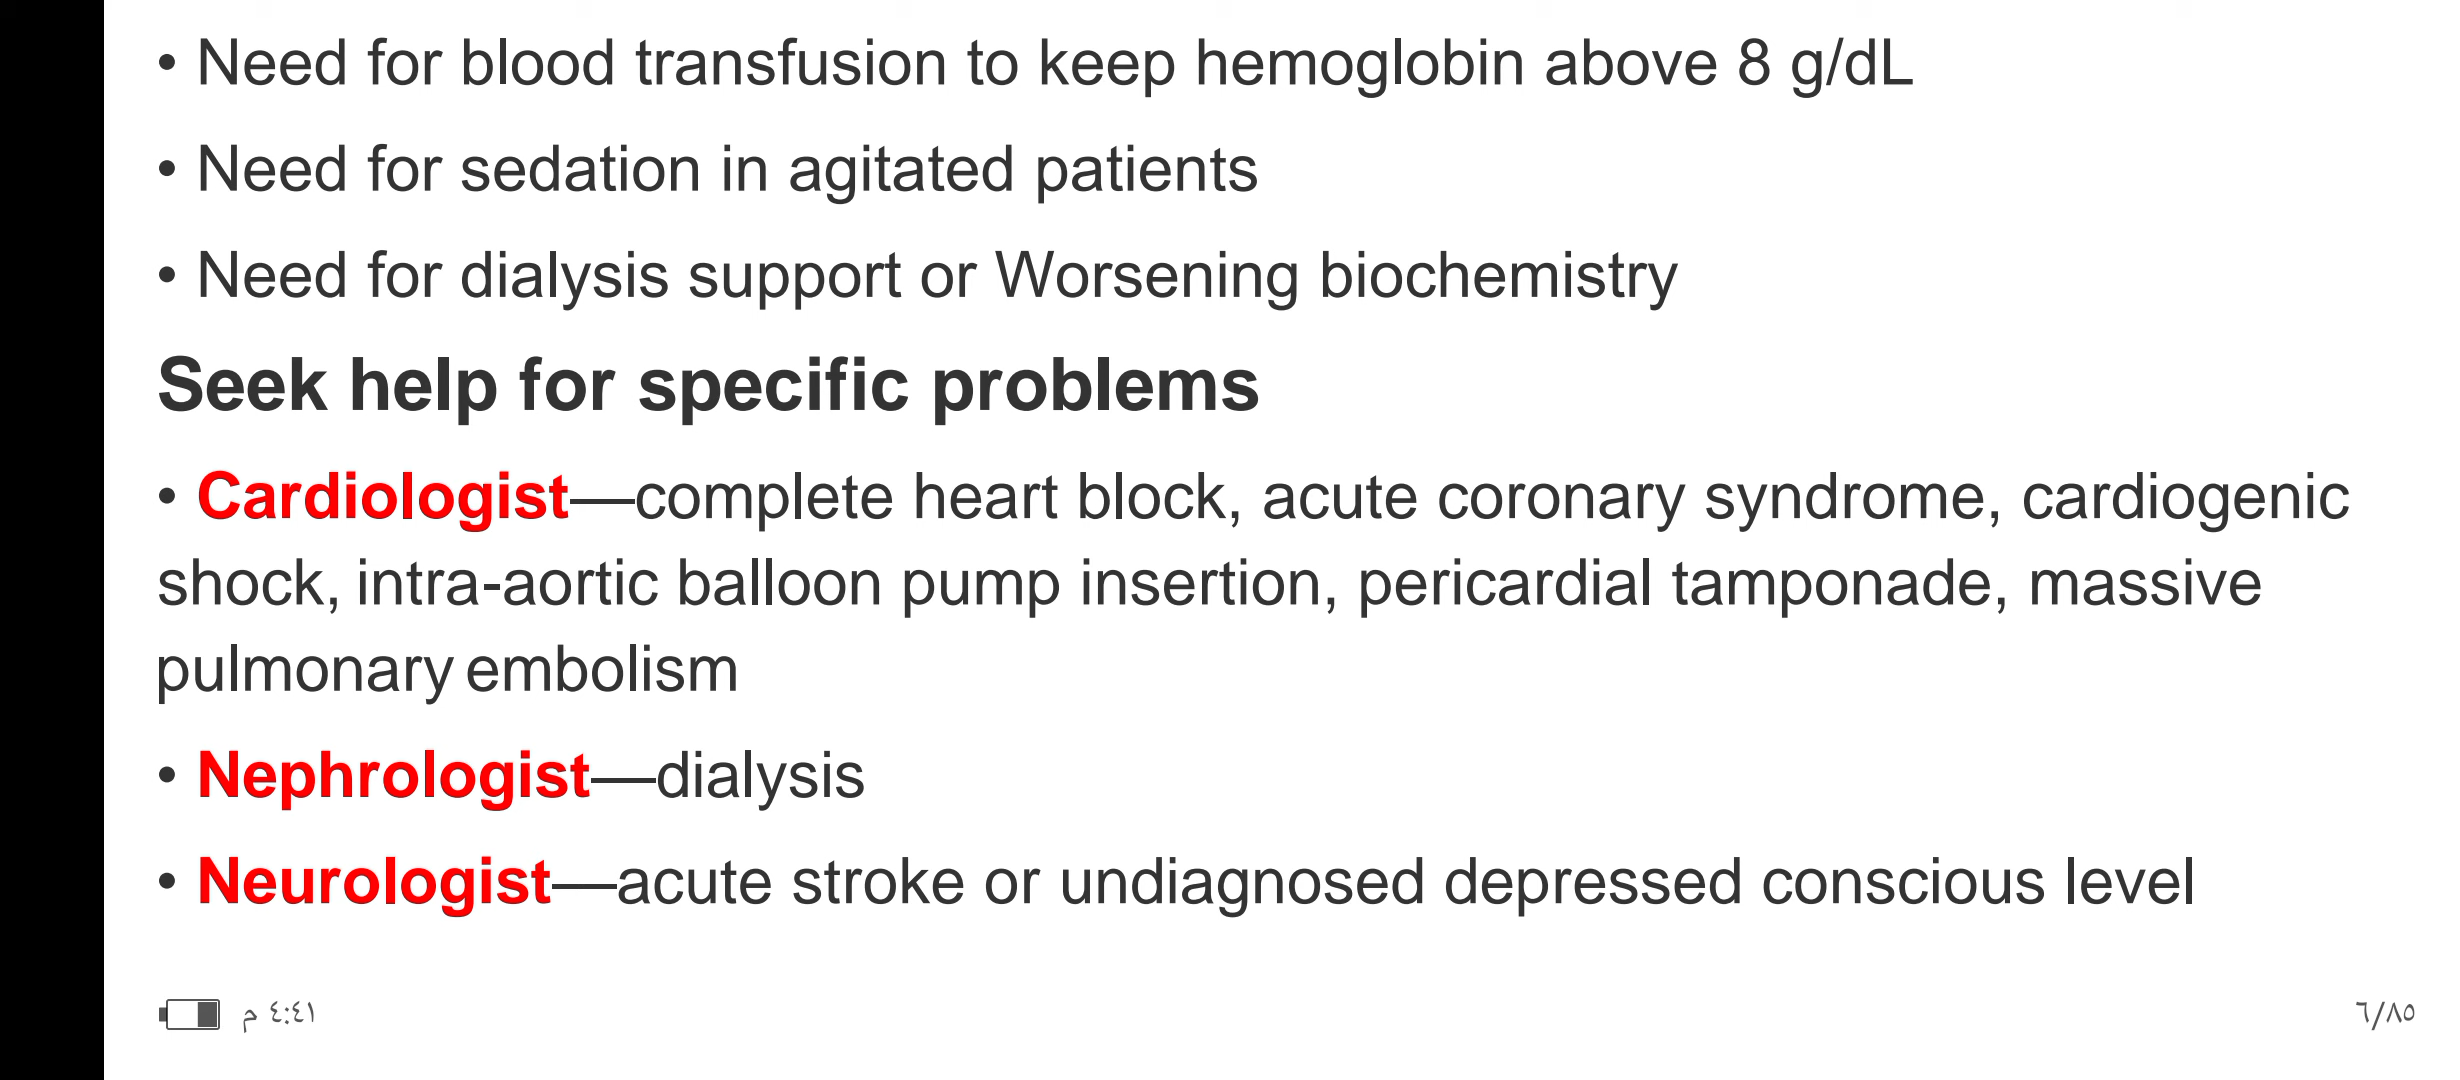 • Need for blood transfusion to keep hemoglobin above 8 g/dL
• Need for sedation in agitated patients
• Need for dialysis support or Worsening biochemistry
Seek help for specific problems
• Cardiologist—complete heart block, acute coronary syndrome, cardiogenic
shock, intra-aortic balloon pump insertion, pericardial tamponade, massive
pulmonary embolism
• Nephrologist—dialysis
• Neurologist—acute stroke or undiagnosed depressed conscious level
٤:٤١ م
٦/٨٥